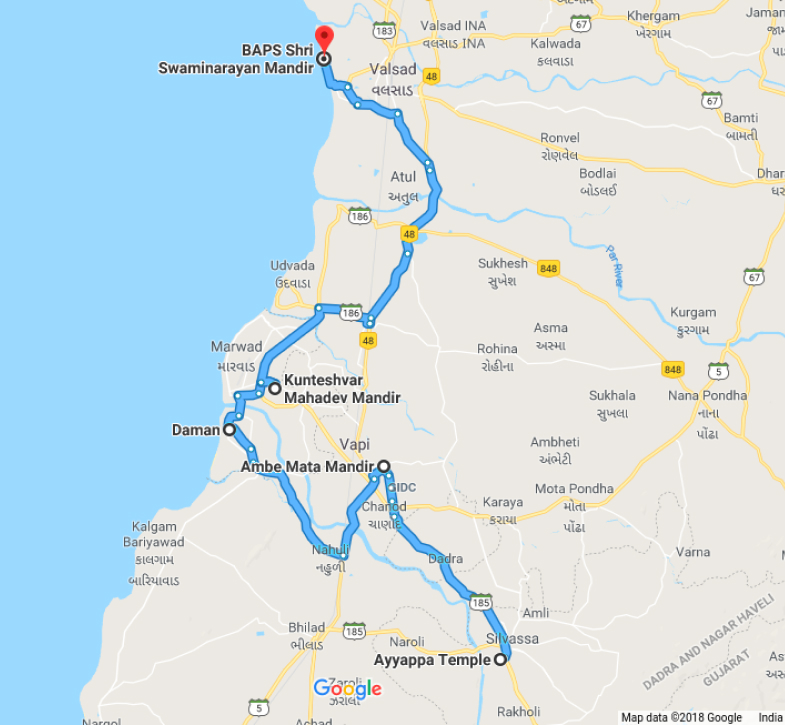 Valsad INA
વલસાડ INA
183
67
Khergam
ખેરગામ
Jamana
BAPS Shri
Swaminarayan Mandir
Kalwada
કલવાડા
Valsad
વલસાડ
48
67
Bamti
બામતી
Ronvel
રોણવેલ
Atul
અતુલ
Bodlai
બોડલઈ
Dhar
ધરા
186
48
Par River
Udvada
ઉદવાડા
Sukhesh
સુખેશ
848
67
186
Kurgam
કુરગામ
48
Asma
અસ્મા
Marwad
મારવાડ
Rohina
રોહીના
848
5
Kunteshvar
Mahadev Mandir
Sukhala
સુખલા
Nana Pondha
નાના
પોંઢા
Daman
Vapi
વાપી
Ambheti
અંભેટી
Ambe Mata Mandir
GIDC
Mota Pondha
મોતા
પોંઢા
Chanod
ચાણોદ
Karaya
કરાયા
Kalgam
Bariyawad
કાલગામ
બારિયાવાડ
Nahuli
નહુળી
Dadra
Varna
185
Amli
Bhilad
ભીલાડ
185
Naroli
Silvassa
DADRA AND NAGAR HAVELI
GUJARAT
Ayyappa Temple
Zaroli
ઝરોલી
Google
5
Rakholi
Nargol
Map data ©2018 Google India